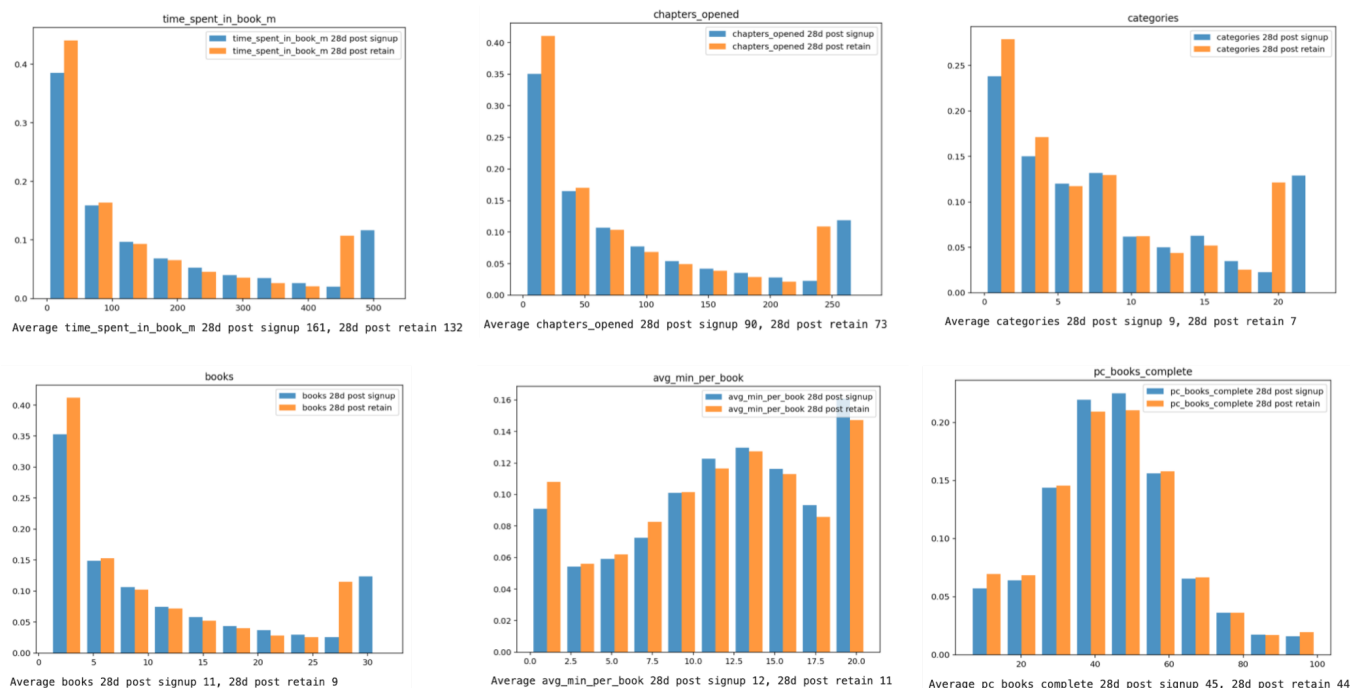 time_spent_in_book_m
time_spent_in_book_m 28d post signup
time_spent_in_book_m 28d post retain
0.4
0.3
0.2
0.1
0.0
0 100 200 300 400 500
Average time_spent_in_book_m 28d post signup 161, 28d post retain 132
chapters_opened
chapters_opened 28d post signup
chapters_opened 28d post retain
0.40
0.35
0.30
0.25
0.20
0.15
0.10
0.05
0.00
0 50 100 150 200 250
Average chapters_opened 28d post signup 90, 28d post retain 73
categories
categories 28d post signup
categories 28d post retain
0.25
0.20
0.15
0.10
0.05
0.00
0 5 10 15 20
Average categories 28d post signup 9, 28d post retain 7
books
books 28d post signup
books 28d post retain
0.40
0.35
0.30
0.25
0.20
0.15
0.10
0.05
0.00
0 5 10 15 20 25 30
Average books 28d post signup 11, 28d post retain 9
avg_min_per_book
avg_min_per_book 28d post signup
avg_min_per_book 28d post retain
0.16
0.14
0.12
0.10
0.08
0.06
0.04
0.02
0.00
0.0 2.5 5.0 7.5 10.0 12.5 15.0 17.5 20.0
Average avg_min_per_book 28d post signup 12, 28d post retain 11
pc_books_complete
pc_books_complete 28d post signup
pc_books_complete 28d post retain
0.20
0.15
0.10
0.05
0.00
20 40 60 80 100
Average pc_books_complete 28d post signup 45, 28d post retain 44